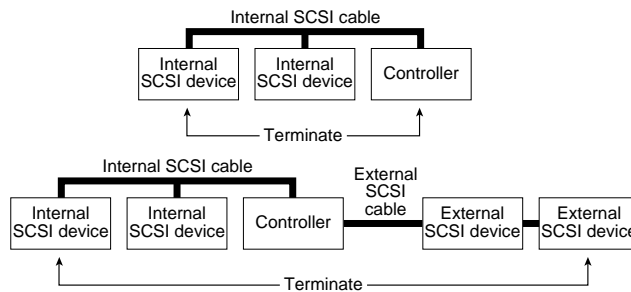 Internal SCSI cable
Internal
SCSI device
Internal
SCSI device
Controller
Terminate
Internal SCSI cable
External
SCSI
cable
Internal
SCSI device
Internal
SCSI device
Controller
External
SCSI device
External
SCSI device
Terminate